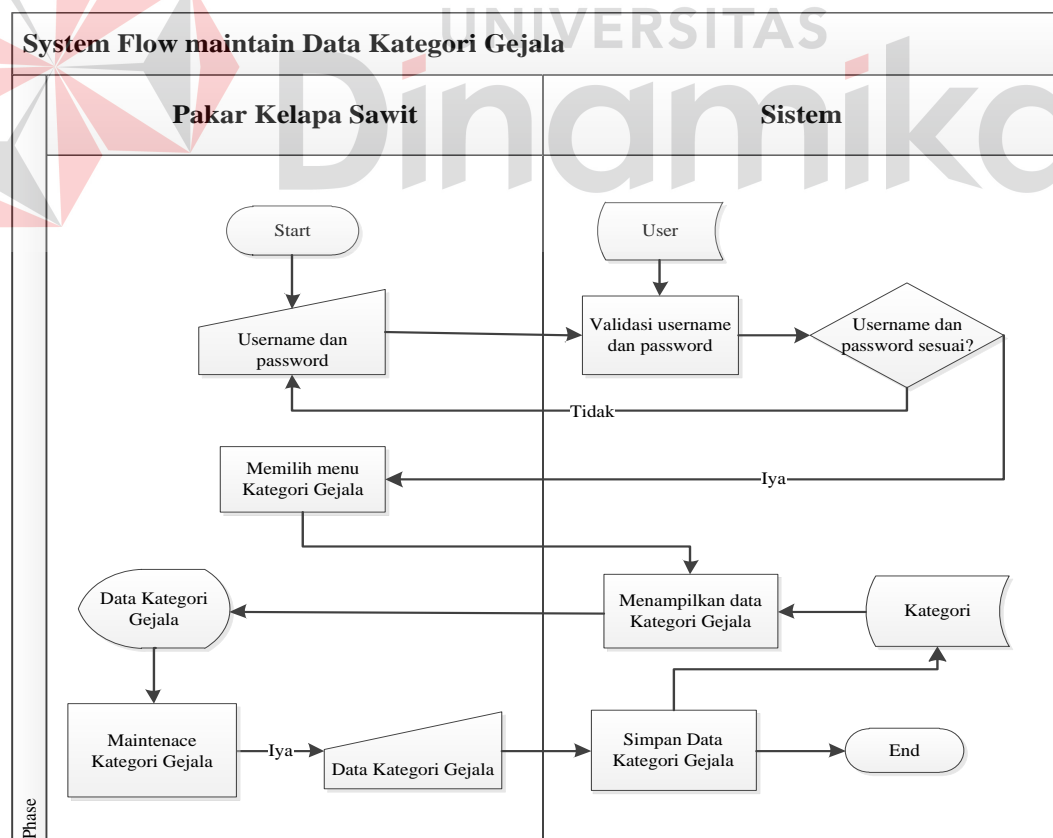 UNIVERSITAS
Dinamika
System Flow maintain Data Kategori Gejala
Pakar Kelapa Sawit
Sistem
Start
User
Username dan
password
Validasi username
dan password
Username dan
password sesuai?
Tidak
Memilih menu
Kategori Gejala
Iya
Data Kategori
Gejala
Menampilkan data
Kategori Gejala
Kategori
Maintenace
Kategori Gejala
Iya
Data Kategori Gejala
Simpan Data
Kategori Gejala
End
Phase